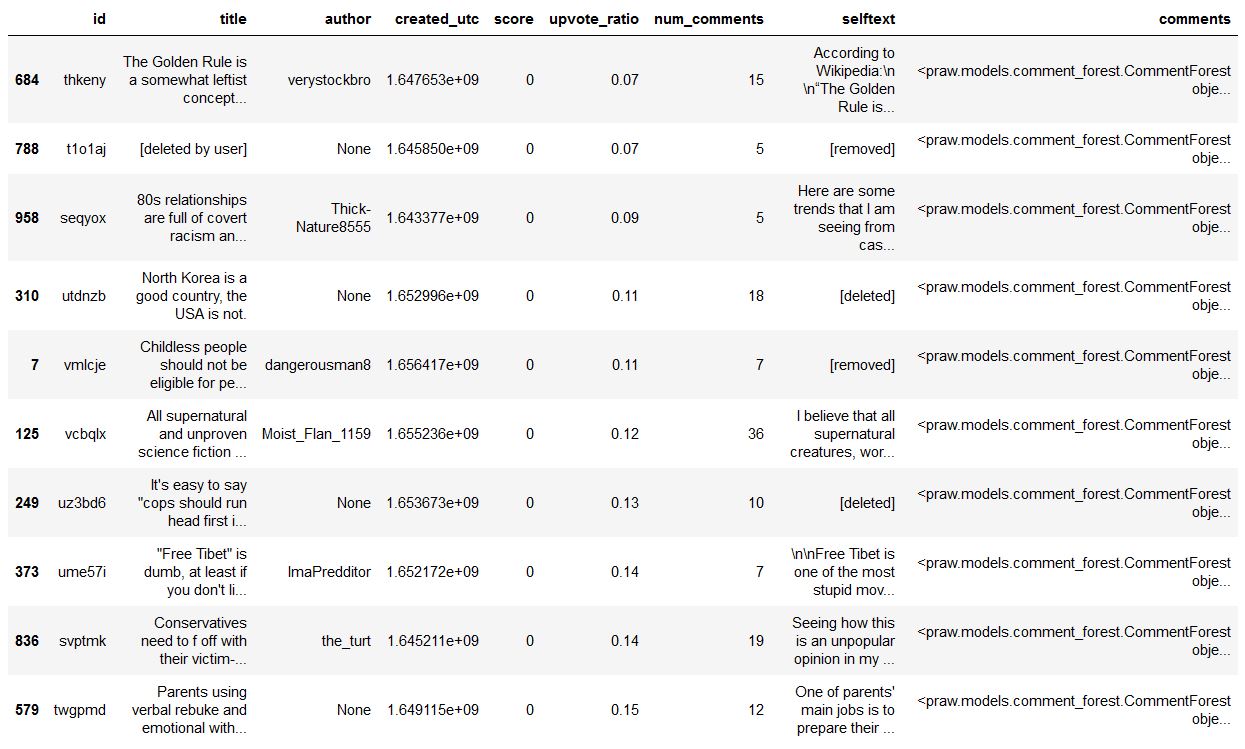 id title author created_utc score upvote_ratio num_comments selftext comments
684 thkeny The Golden Rule is a somewhat leftist concept... verystockbro 1.647653e+09 0 0.07 15 According to Wikipedia:\n \n“The Golden Rule is... <praw.models.comment_forest.CommentForest obje...
788 t1o1aj [deleted by user] None 1.645850e+09 0 0.07 5 [removed] <praw.models.comment_forest.CommentForest obje...
958 seqyox 80s relationships are full of covert racism an... Thick-Nature8555 1.643377e+09 0 0.09 5 Here are some trends that I am seeing from cas... <praw.models.comment_forest.CommentForest obje...
310 utdnzb North Korea is a good country, the USA is not. None 1.652996e+09 0 0.11 18 [deleted] <praw.models.comment_forest.CommentForest obje...
7 vmlcje Childless people should not be eligible for pe... dangerousman8 1.656417e+09 0 0.11 7 [removed] <praw.models.comment_forest.CommentForest obje...
125 vcbqlx All supernatural and unproven science fiction ... Moist_Flan_1159 1.655236e+09 0 0.12 36 I believe that all supernatural creatures, wor... <praw.models.comment_forest.CommentForest obje...
249 uz3bd6 It's easy to say "cops should run head first i... None 1.653673e+09 0 0.13 10 [deleted] <praw.models.comment_forest.CommentForest obje...
373 ume57i "Free Tibet" is dumb, at least if you don't li... ImaPredditor 1.652172e+09 0 0.14 7 \n\nFree Tibet is one of the most stupid mov... <praw.models.comment_forest.CommentForest obje...
836 svptmk Conservatives need to f off with their victim-... the_turt 1.645211e+09 0 0.14 19 Seeing how this is an unpopular opinion in my ... <praw.models.comment_forest.CommentForest obje...
579 twgpmd Parents using verbal rebuke and emotional with... None 1.649115e+09 0 0.15 12 One of parents' main jobs is to prepare their ... <praw.models.comment_forest.CommentForest obje...